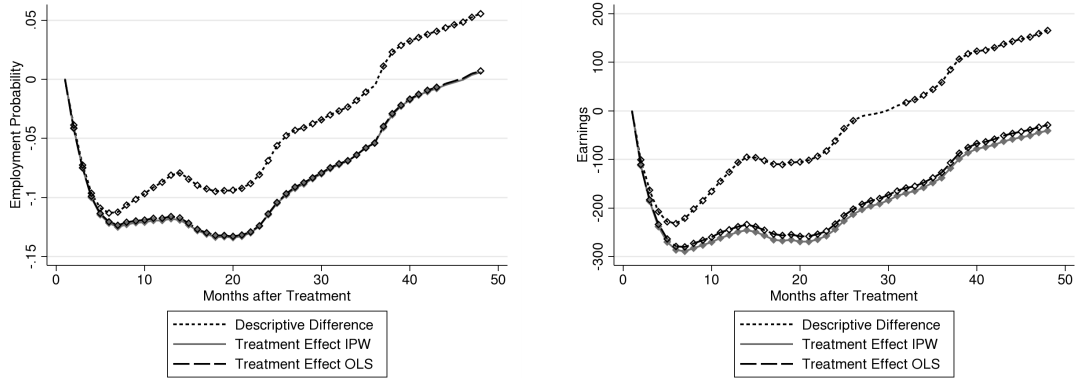 .05
0
-.05
-.1
-.15
Employment Probability
0 10 20 30 40 50
Months after Treatment
Descriptive Difference
Treatment Effect IPW
Treatment Effect OLS
200
100
0
-100
-200
-300
Earnings
0 10 20 30 40 50
Months after Treatment
Descriptive Difference
Treatment Effect IPW
Treatment Effect OLS